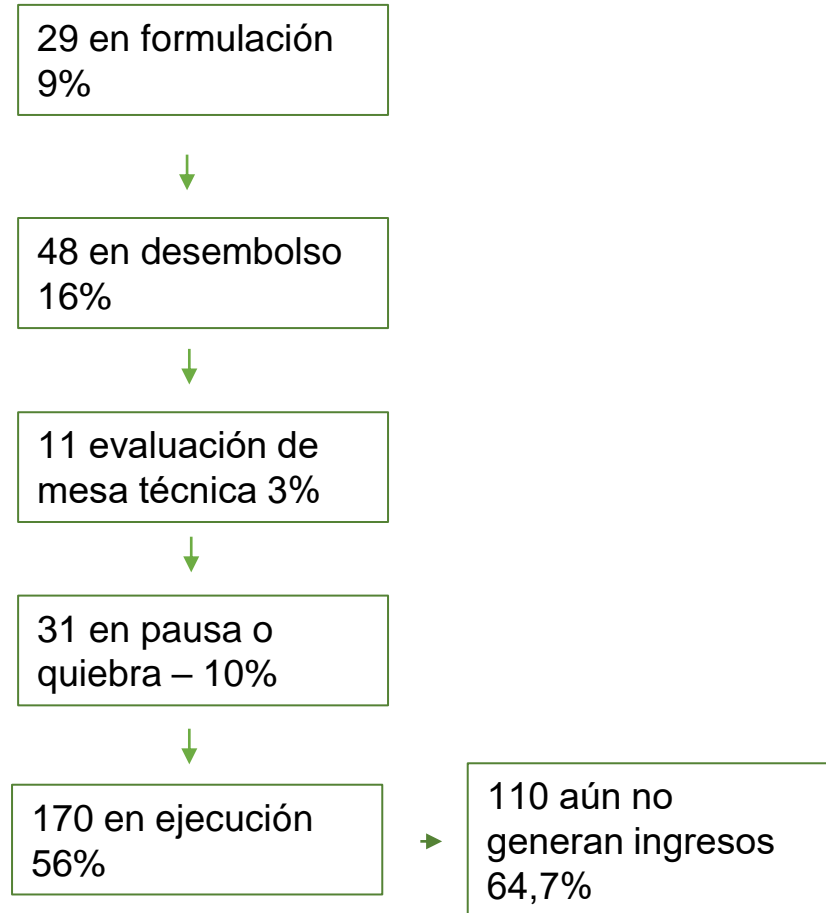 29 en formulación
9%
48 en desembolso
16%
11 evaluación de
mesa técnica 3%
31 en pausa o
quiebra – 10%
170 en ejecución
56%
110 aún no
generan ingresos
64,7%